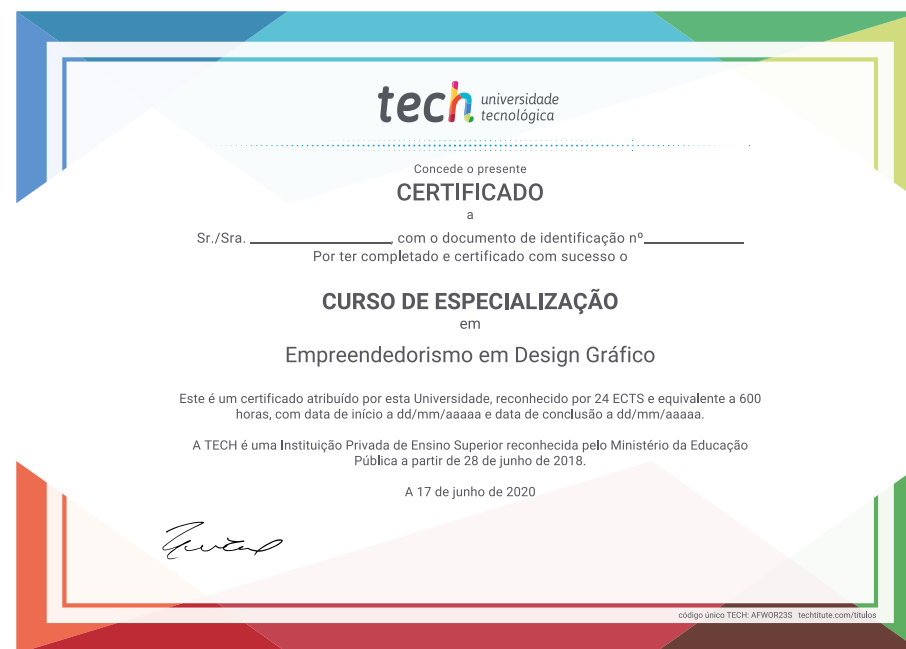 tech universidade
tecnológica
Concede o presente
CERTIFICADO
a
Sr./Sra. ____________________, com o documento de identificação nº______________
Por ter completado e certificado com sucesso o
CURSO DE ESPECIALIZAÇÃO
em
Empreendedorismo em Design Gráfico
Este é um certificado atribuído por esta Universidade, reconhecido por 24 ECTS e equivalente a 600
horas, com data de início a dd/mm/aaaaa e data de conclusão a dd/mm/aaaaa.
A TECH é uma Instituição Privada de Ensino Superior reconhecida pelo Ministério da Educação
Pública a partir de 28 de junho de 2018.
A 17 de junho de 2020
código único TECH: AFWOR23S techtitute.com/titulos